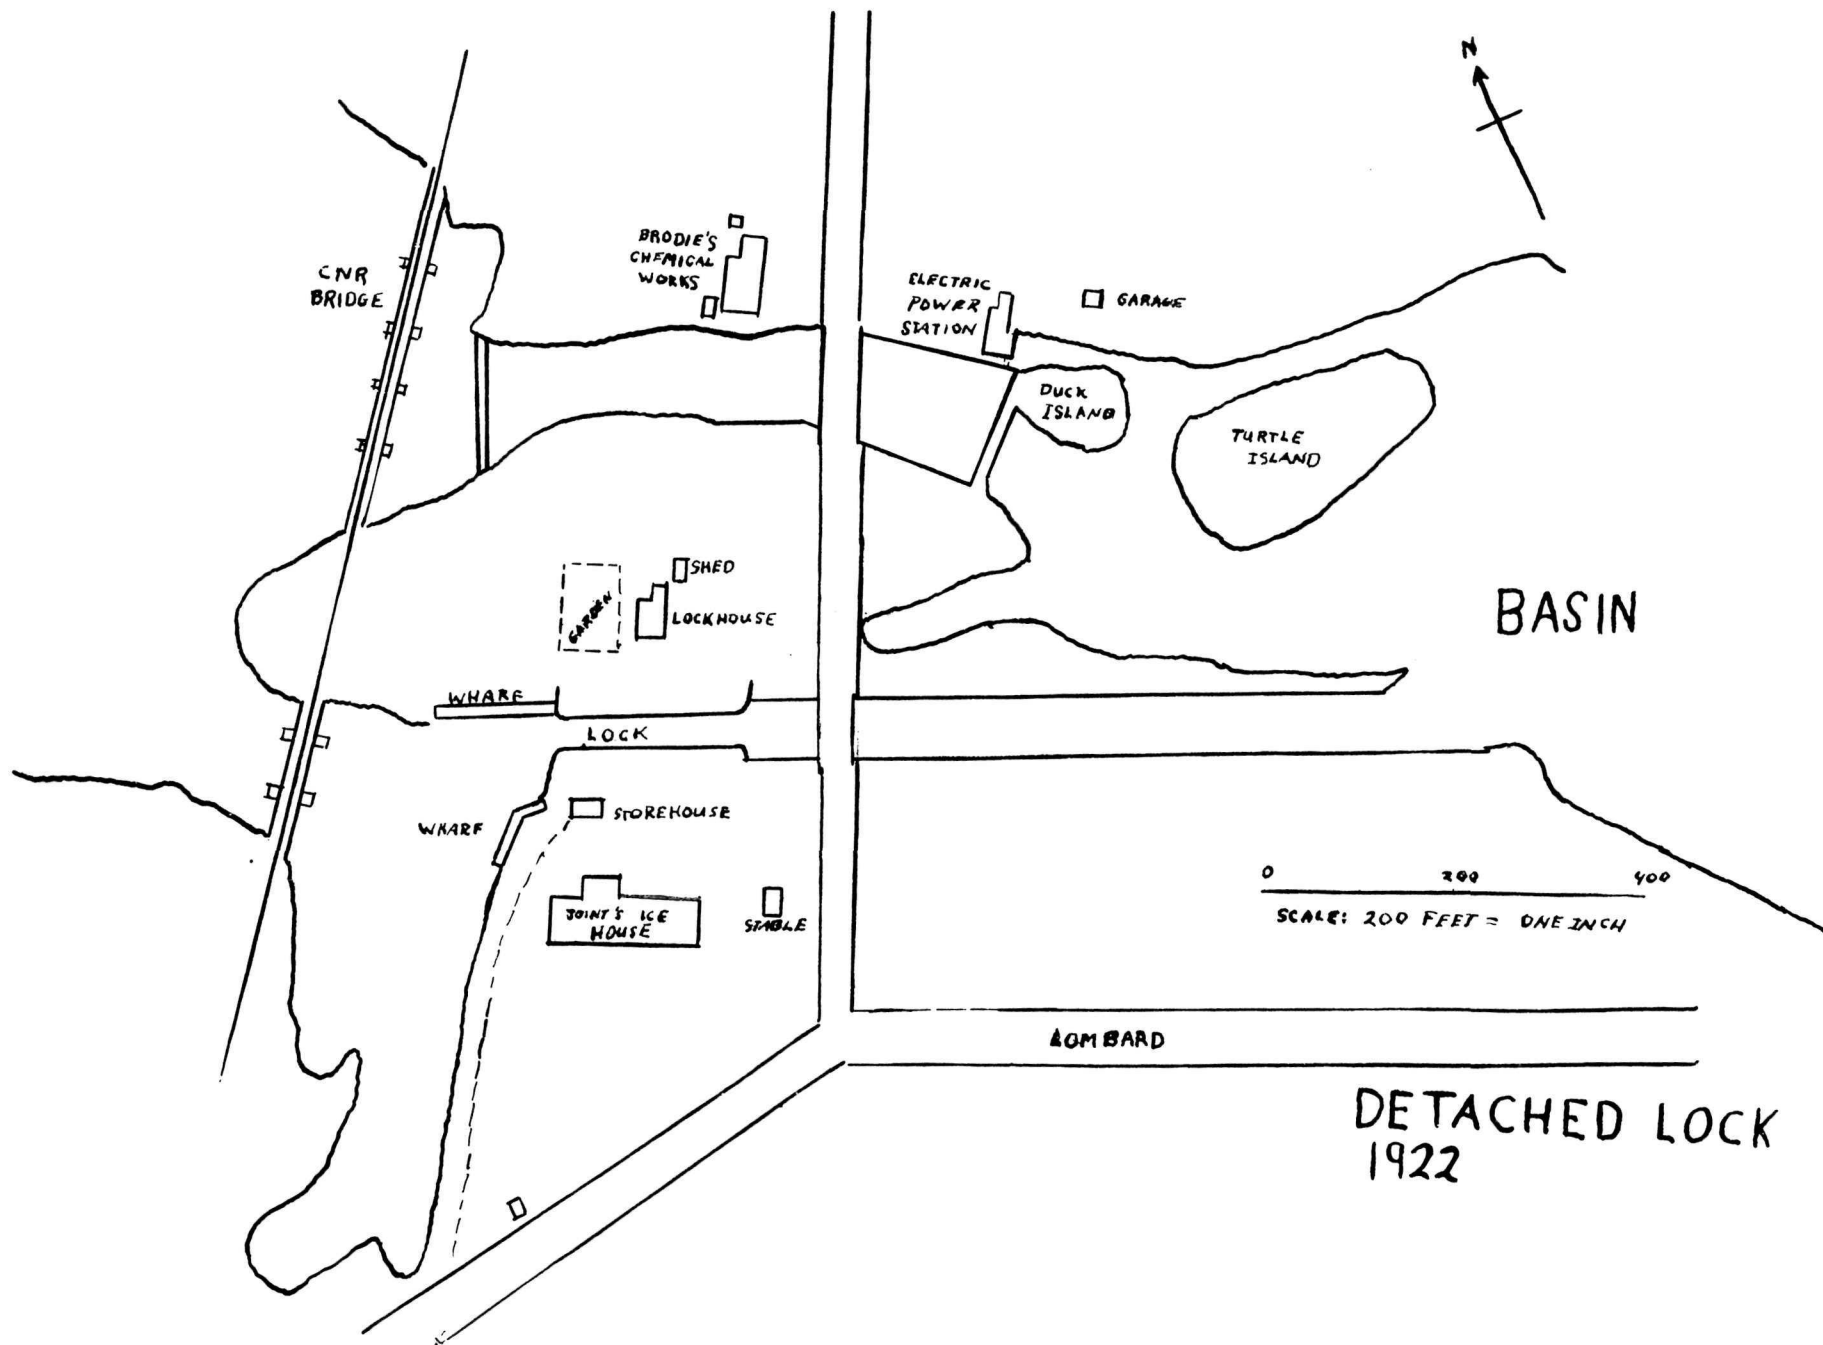 N
BRODIE'S
CHEMICAL
WORKS
CNR
BRIDGE
ELECTRIC
POWER
STATION
GARAGE
DUCK
ISLAND
TURTLE
ISLAND
SHED
GARDEN
LOCKHOUSE
BASIN
WHARF
LOCK
STOREHOUSE
WHARF
0 200 400
SCALE: 200 FEET = ONE INCH
JOINT'S ICE
HOUSE
STABLE
LOMBARD
DETACHED LOCK
1922